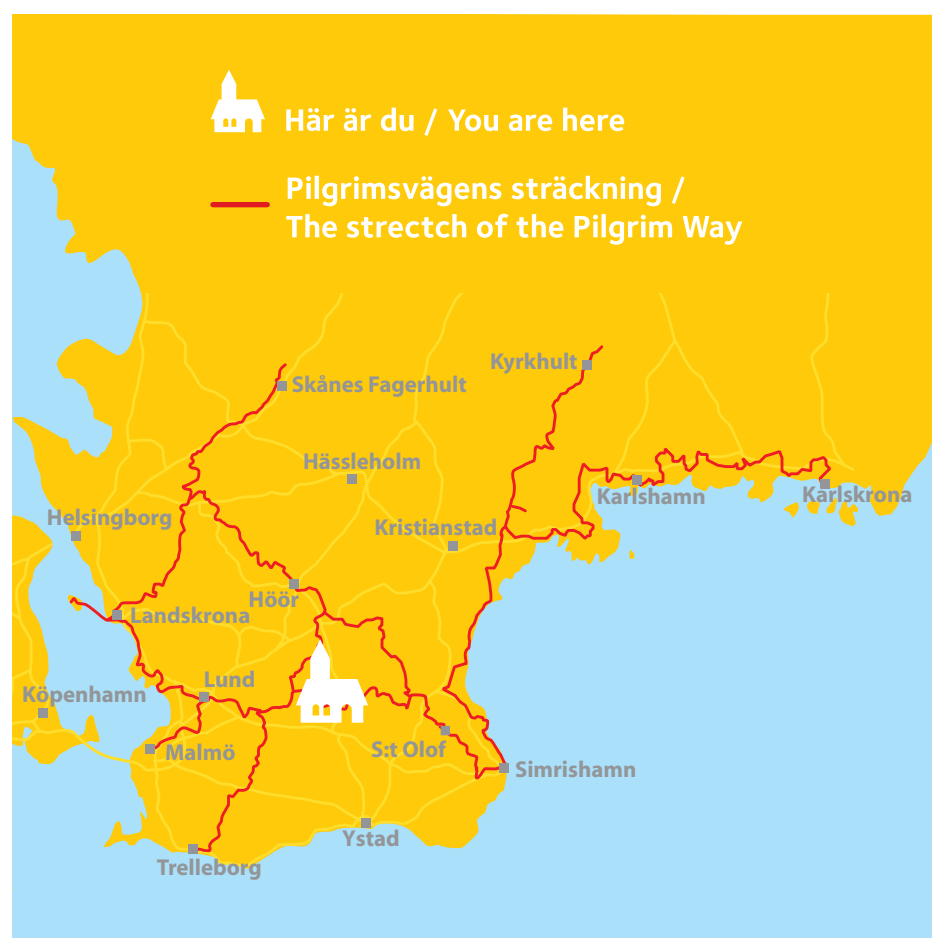 Här är du / You are here
Pilgrimsvägens sträckning /
The strectch of the Pilgrim Way
Kyrkhult
Skånes Fagerhult
Hässleholm
Karlshamn
Karlskrona
Helsingborg
Kristianstad
Höör
Landskrona
Lund
Köpenhamn
Malmö
S:t Olof
Simrishamn
Ystad
Trelleborg